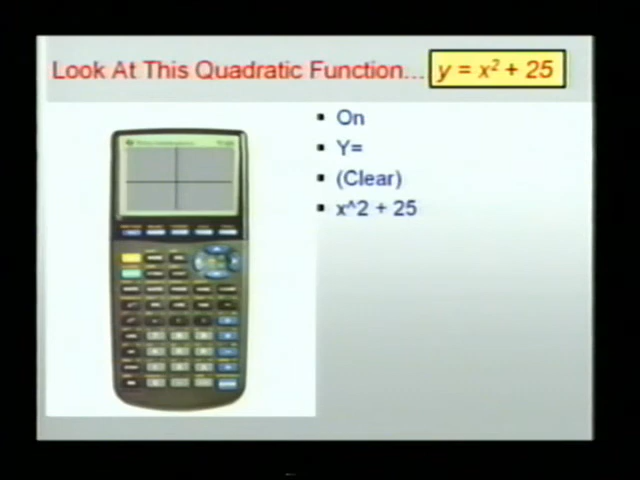 Look At This Quadratic Function... y = x² + 25
▪ On
▪ Y=
▪ (Clear)
▪ x^2 + 25